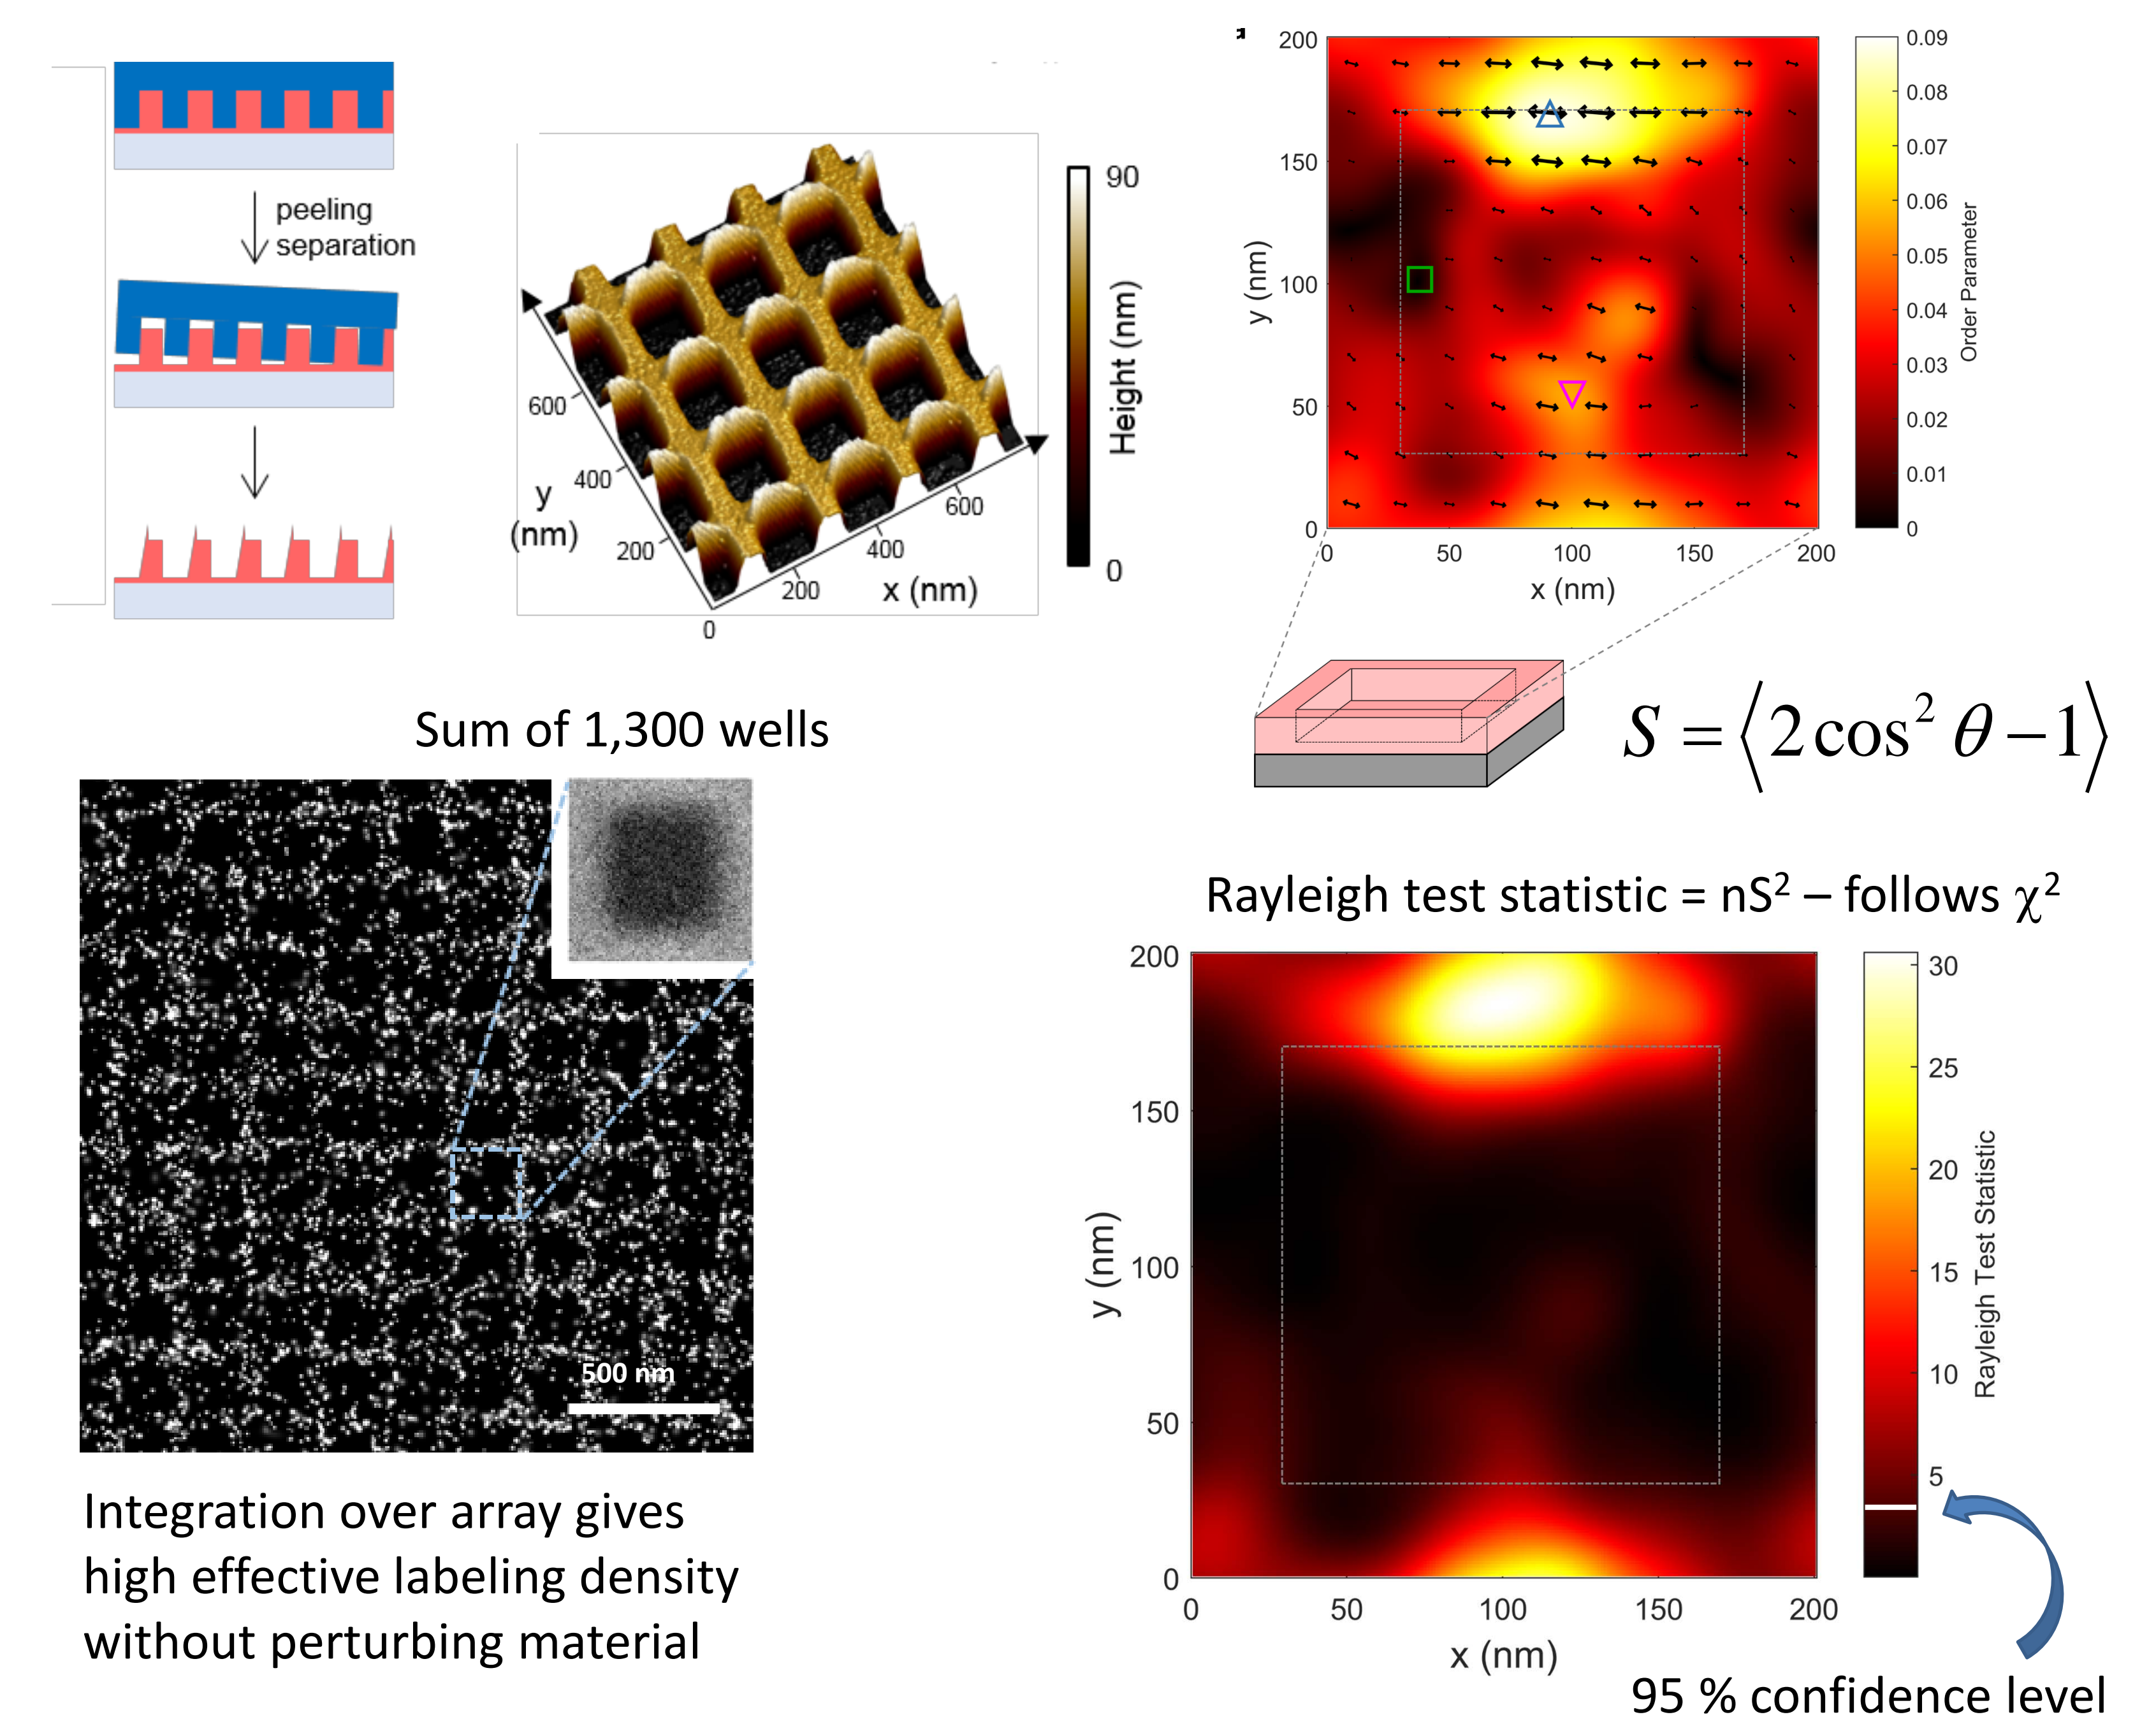 peeling
separation
90
Height (nm)
0
600
400
200
y
(nm)
0
200
400
600
x (nm)
200
150
100
50
0
y (nm)
0
50
100
150
200
x (nm)
0.09
0.08
0.07
0.06
0.05
0.04
0.03
0.02
0.01
0
Order Parameter
S = ⟨2cos² θ −1⟩
Sum of 1,300 wells
500 nm
Integration over array gives
high effective labeling density
without perturbing material
Rayleigh test statistic = nS² – follows χ²
200
150
100
50
0
y (nm)
0
50
100
150
200
x (nm)
30
25
20
15
10
5
Rayleigh Test Statistic
95 % confidence level